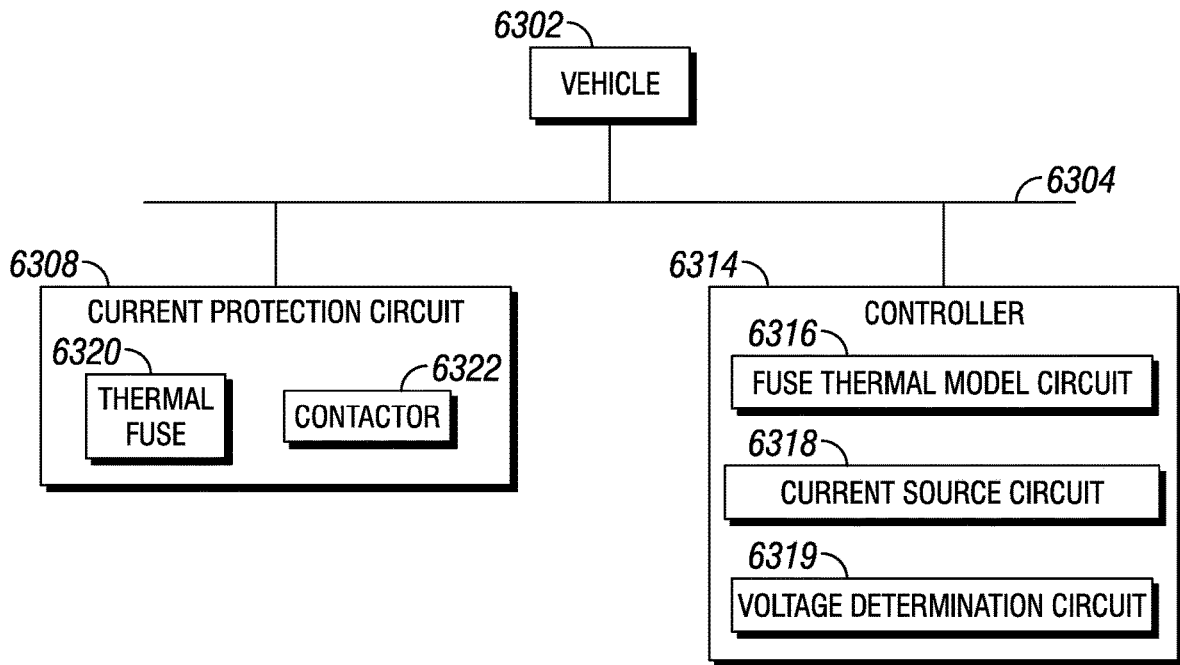 6302
VEHICLE
6304
6308
CURRENT PROTECTION CIRCUIT
6320
THERMAL
FUSE
6322
CONTACTOR
6314
CONTROLLER
6316
FUSE THERMAL MODEL CIRCUIT
6318
CURRENT SOURCE CIRCUIT
6319
VOLTAGE DETERMINATION CIRCUIT